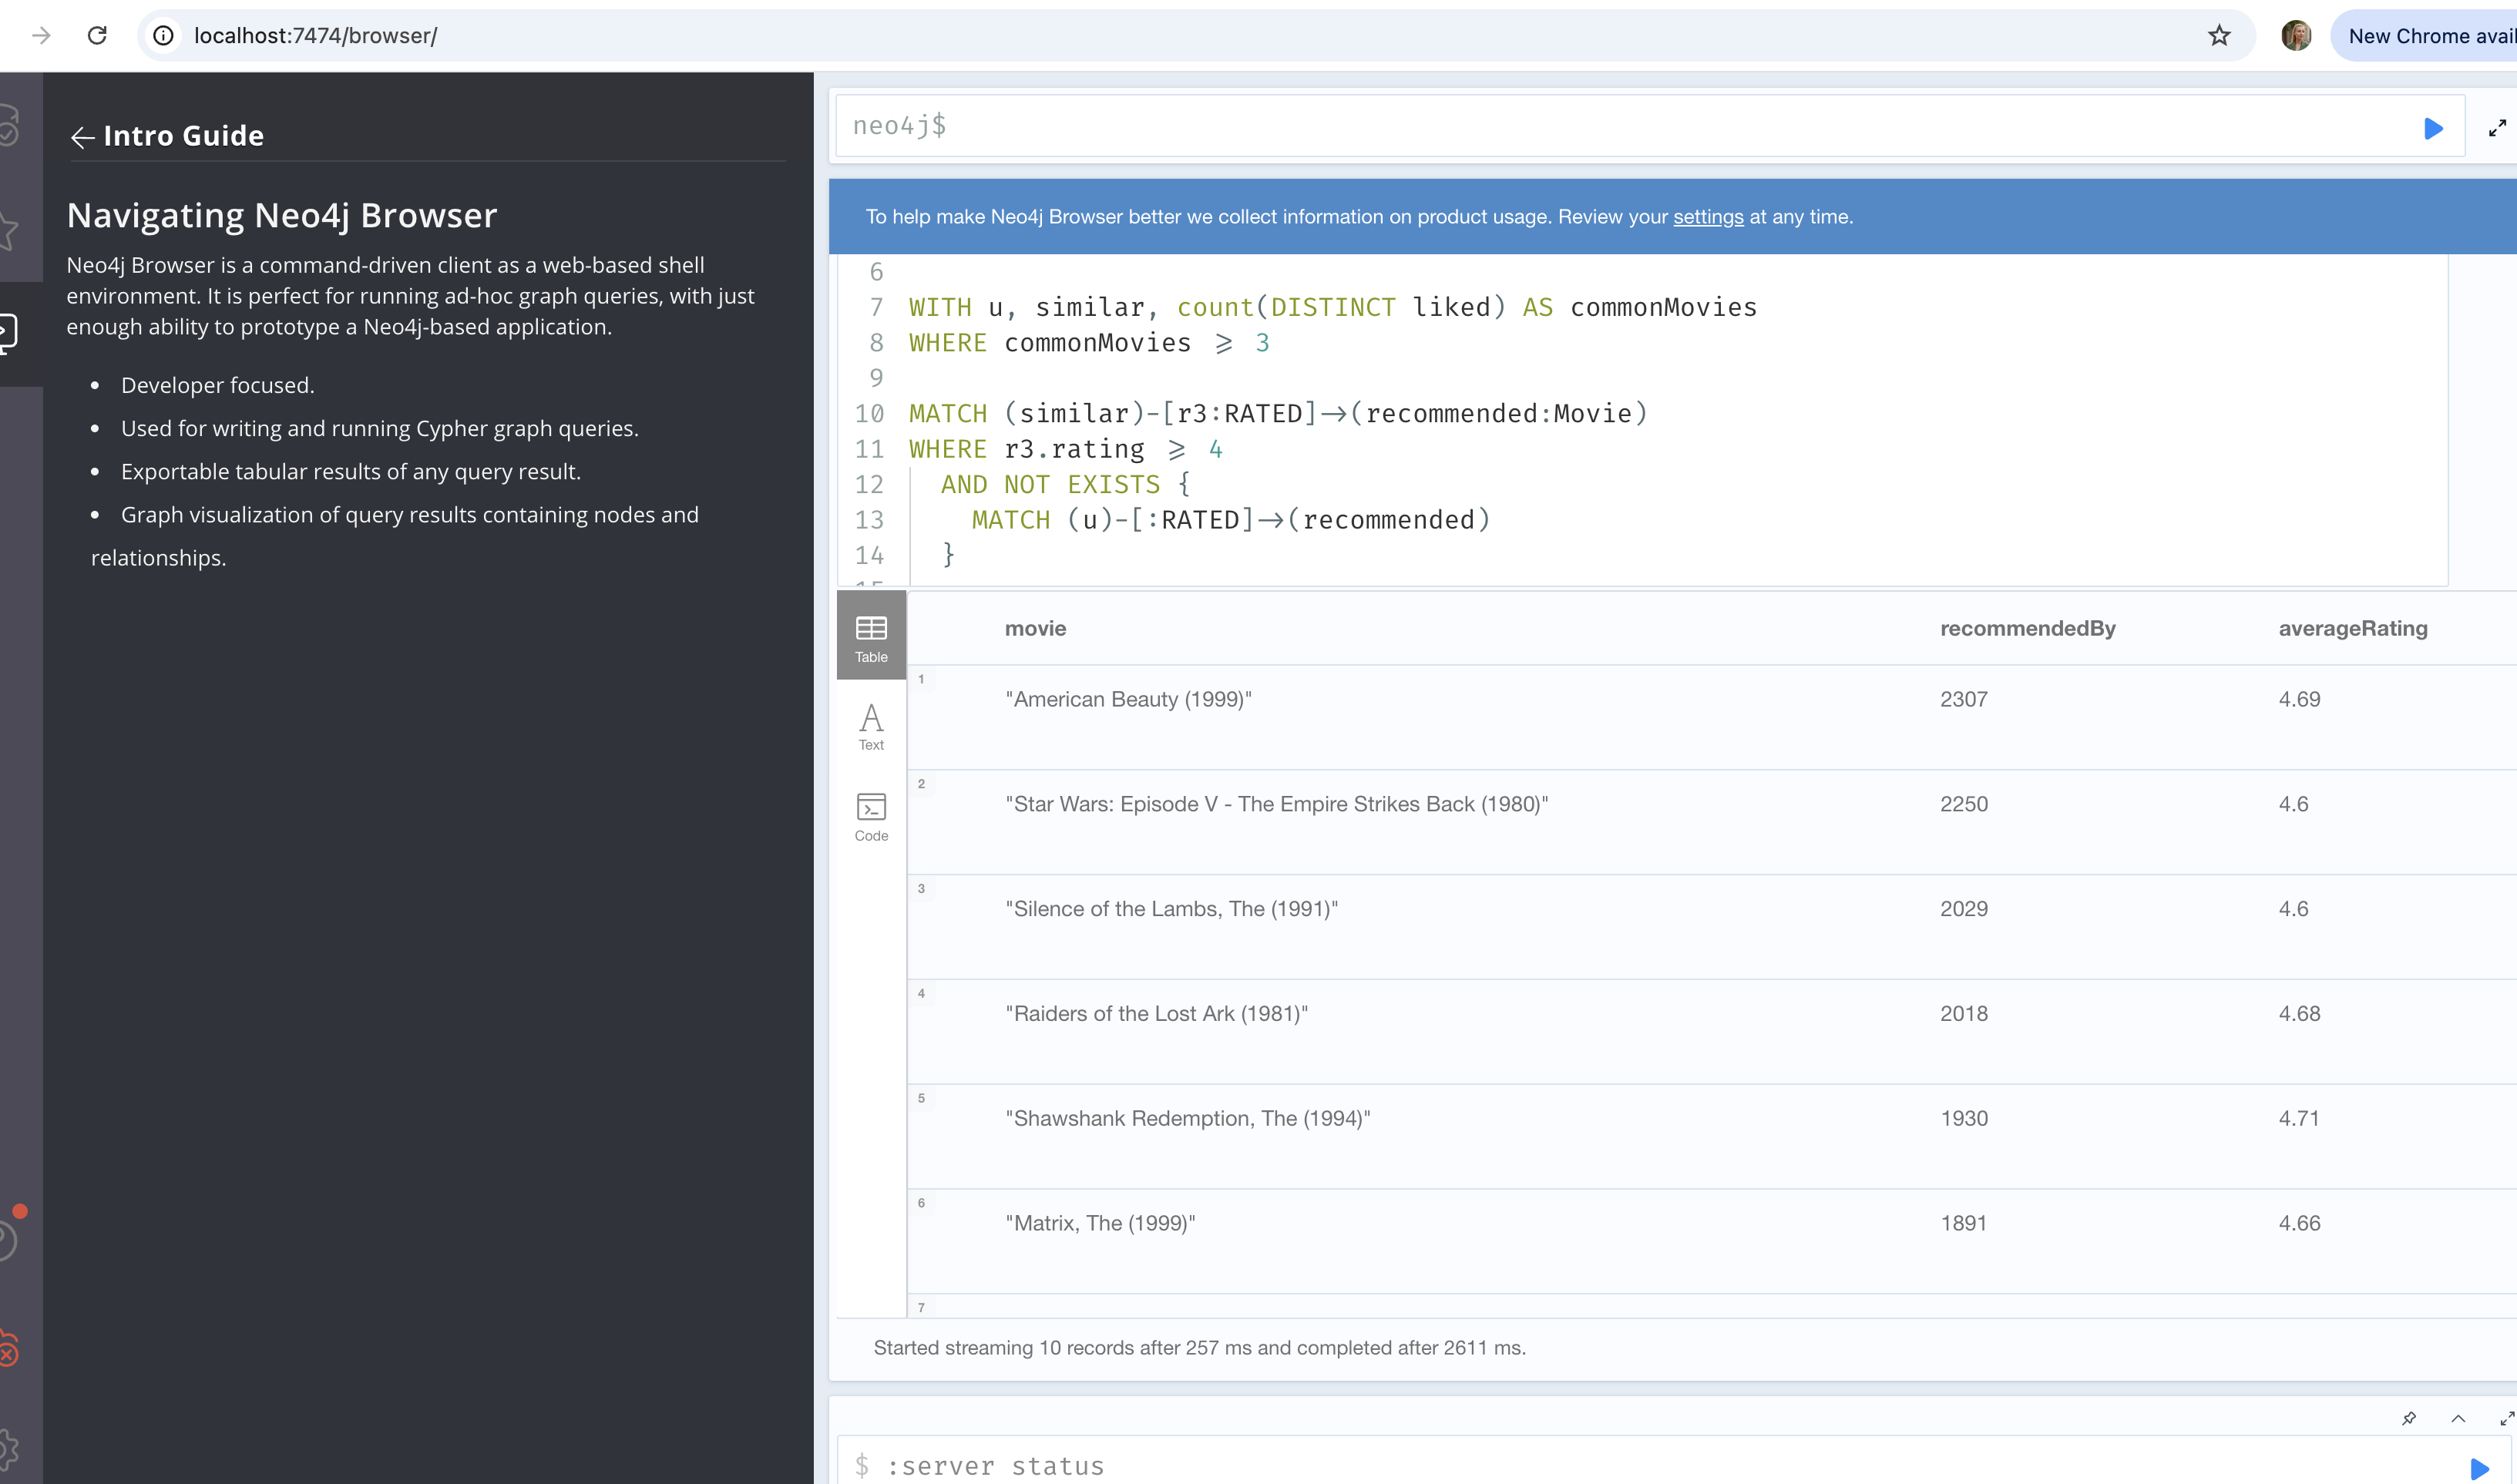 localhost:7474/browser/
New Chrome avail
Intro Guide
Navigating Neo4j Browser
Neo4j Browser is a command-driven client as a web-based shell
environment. It is perfect for running ad-hoc graph queries, with just
enough ability to prototype a Neo4j-based application.
• Developer focused.
• Used for writing and running Cypher graph queries.
• Exportable tabular results of any query result.
• Graph visualization of query results containing nodes and
relationships.
neo4j$
To help make Neo4j Browser better we collect information on product usage. Review your settings at any time.
6
7 WITH u, similar, count(DISTINCT liked) AS commonMovies
8 WHERE commonMovies ⩾ 3
9
10 MATCH (similar)-[r3:RATED]→(recommended:Movie)
11 WHERE r3.rating ⩾ 4
12 AND NOT EXISTS {
13 MATCH (u)-[:RATED]→(recommended)
14 }
Table
Text
Code
movie recommendedBy averageRating
1 "American Beauty (1999)" 2307 4.69
2 "Star Wars: Episode V - The Empire Strikes Back (1980)" 2250 4.6
3 "Silence of the Lambs, The (1991)" 2029 4.6
4 "Raiders of the Lost Ark (1981)" 2018 4.68
5 "Shawshank Redemption, The (1994)" 1930 4.71
6 "Matrix, The (1999)" 1891 4.66
7
Started streaming 10 records after 257 ms and completed after 2611 ms.
$ :server status